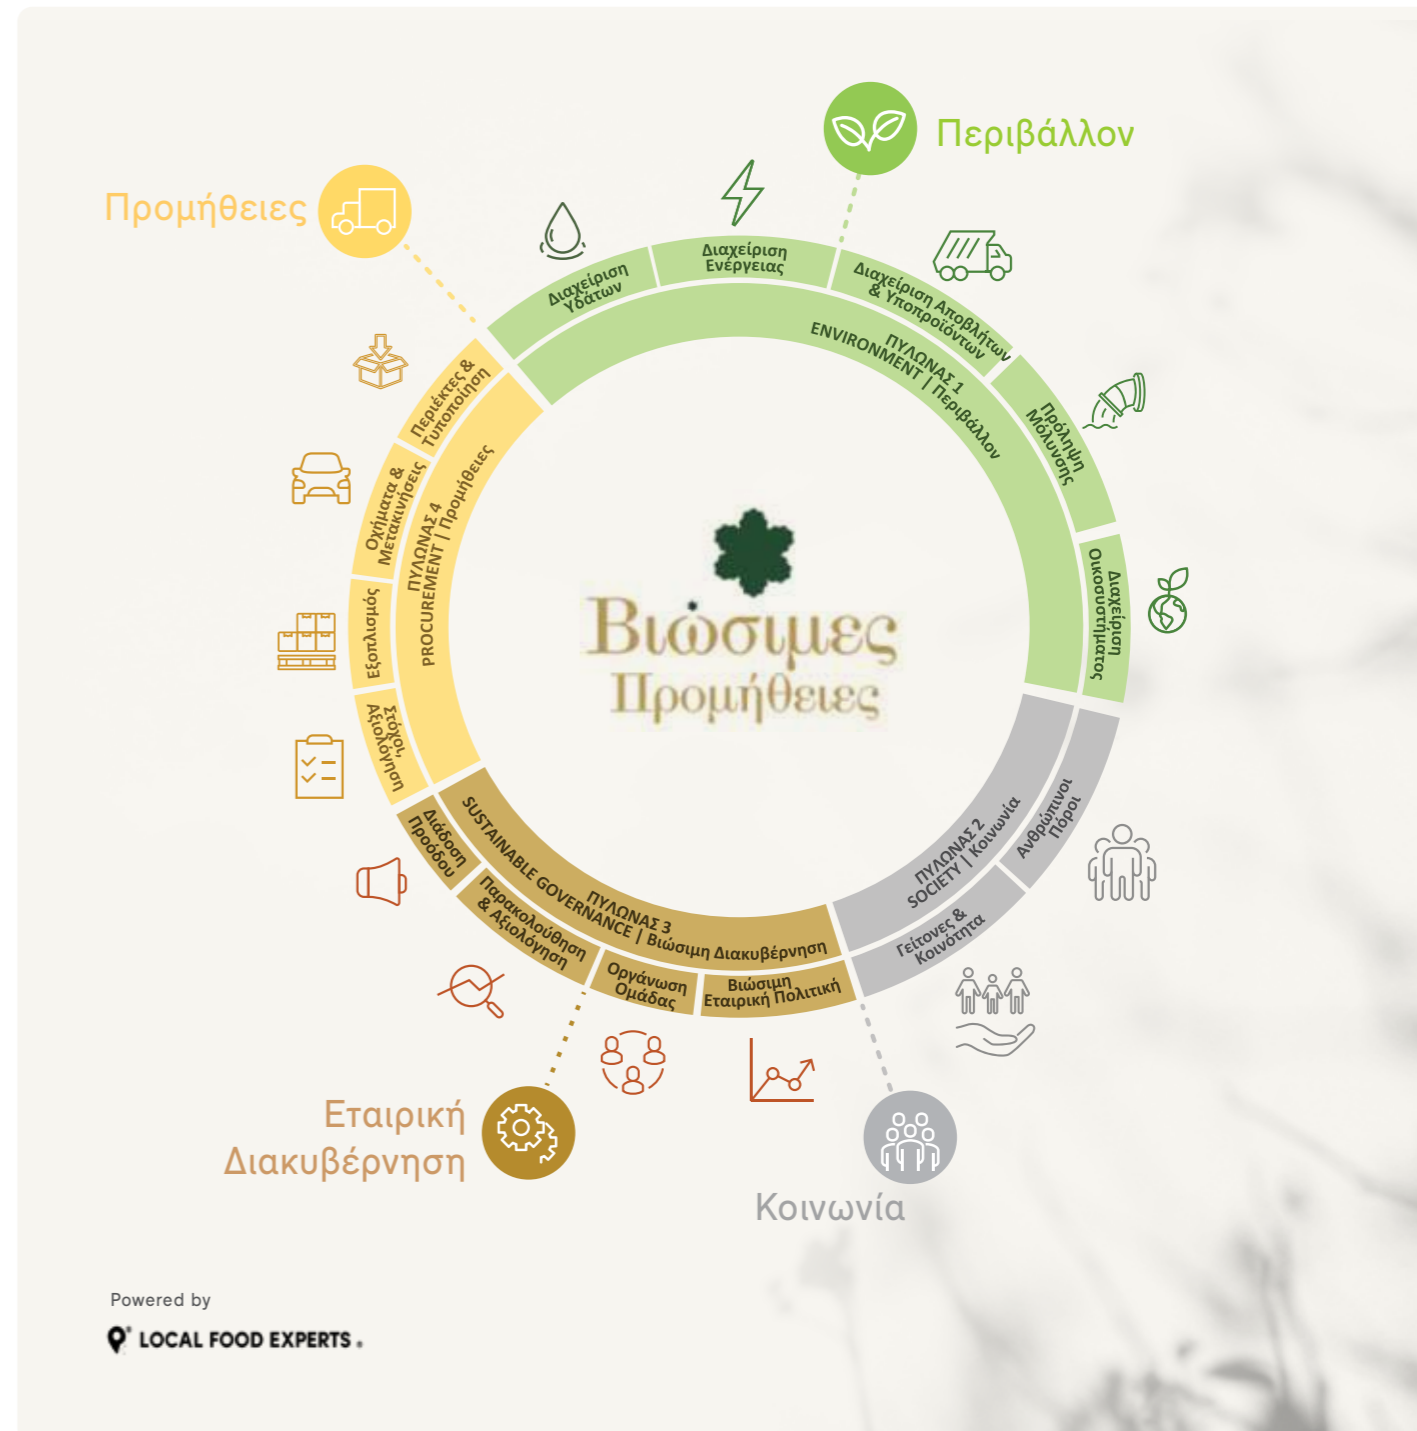 Περιβάλλον
Προμήθειες
Διαχείριση
Υδάτων
Διαχείριση
Ενέργειας
Διαχείριση Αποβλήτων
& Υποπροϊόντων
Πρόληψη
Μόλυνσης
Διαχείριση
Οικοσυστήματος
ΠΥΛΩΝΑΣ 1
ENVIRONMENT | Περιβάλλον
Περιέκτες &
Τυποποίηση
Οχήματα &
Μετακινήσεις
Εξοπλισμός
Στόχοι,
Αξιολόγηση
ΠΥΛΩΝΑΣ 4
PROCUREMENT | Προμήθειες
Βιώσιμες
Προμήθειες
Ανθρώπινοι
Πόροι
Γείτονες &
Κοινότητα
ΠΥΛΩΝΑΣ 2
SOCIETY | Κοινωνία
Διάδοση
Προόδου
Παρακολούθηση
& Αξιολόγηση
Οργάνωση
Ομάδας
Βιώσιμη
Εταιρική Πολιτική
ΠΥΛΩΝΑΣ 3
SUSTAINABLE GOVERNANCE | Βιώσιμη Διακυβέρνηση
Εταιρική
Διακυβέρνηση
Κοινωνία
Powered by
LOCAL FOOD EXPERTS